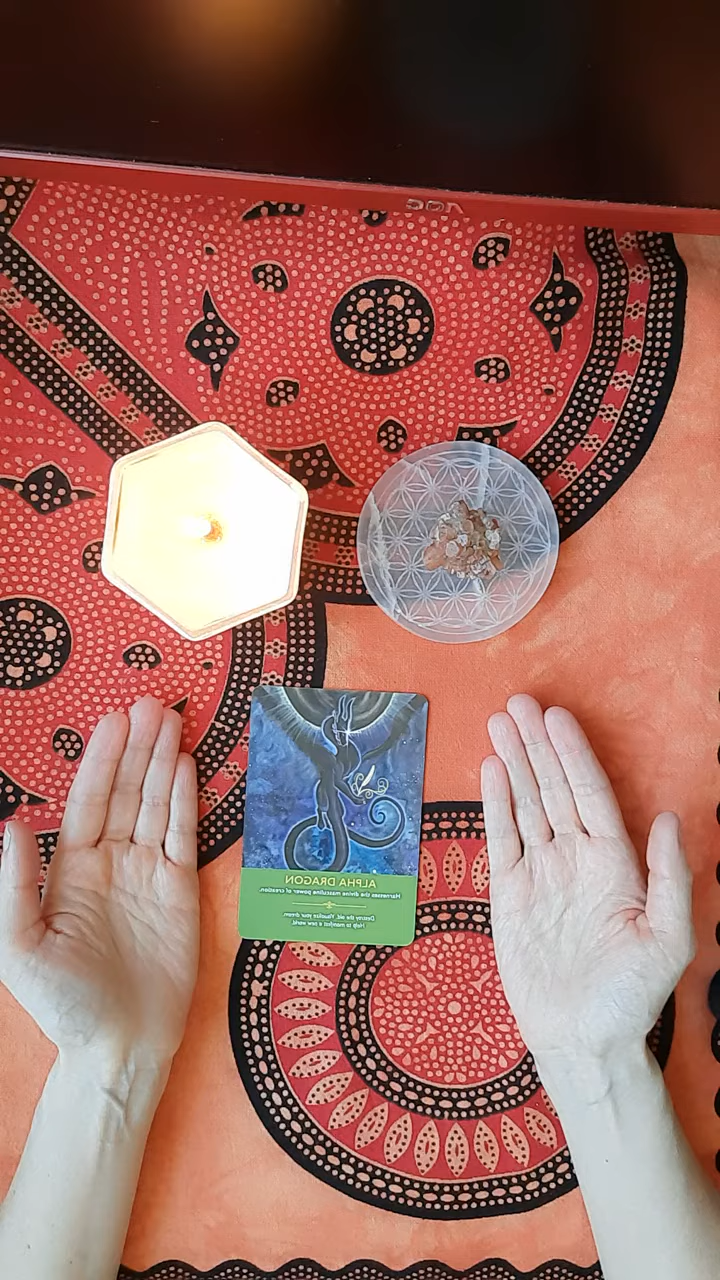 AOC
ALPHA DRAGON
Harnesses the divine masculine power of creation.
Destroy the old. Visualize your dream.
Help to manifest a new world.